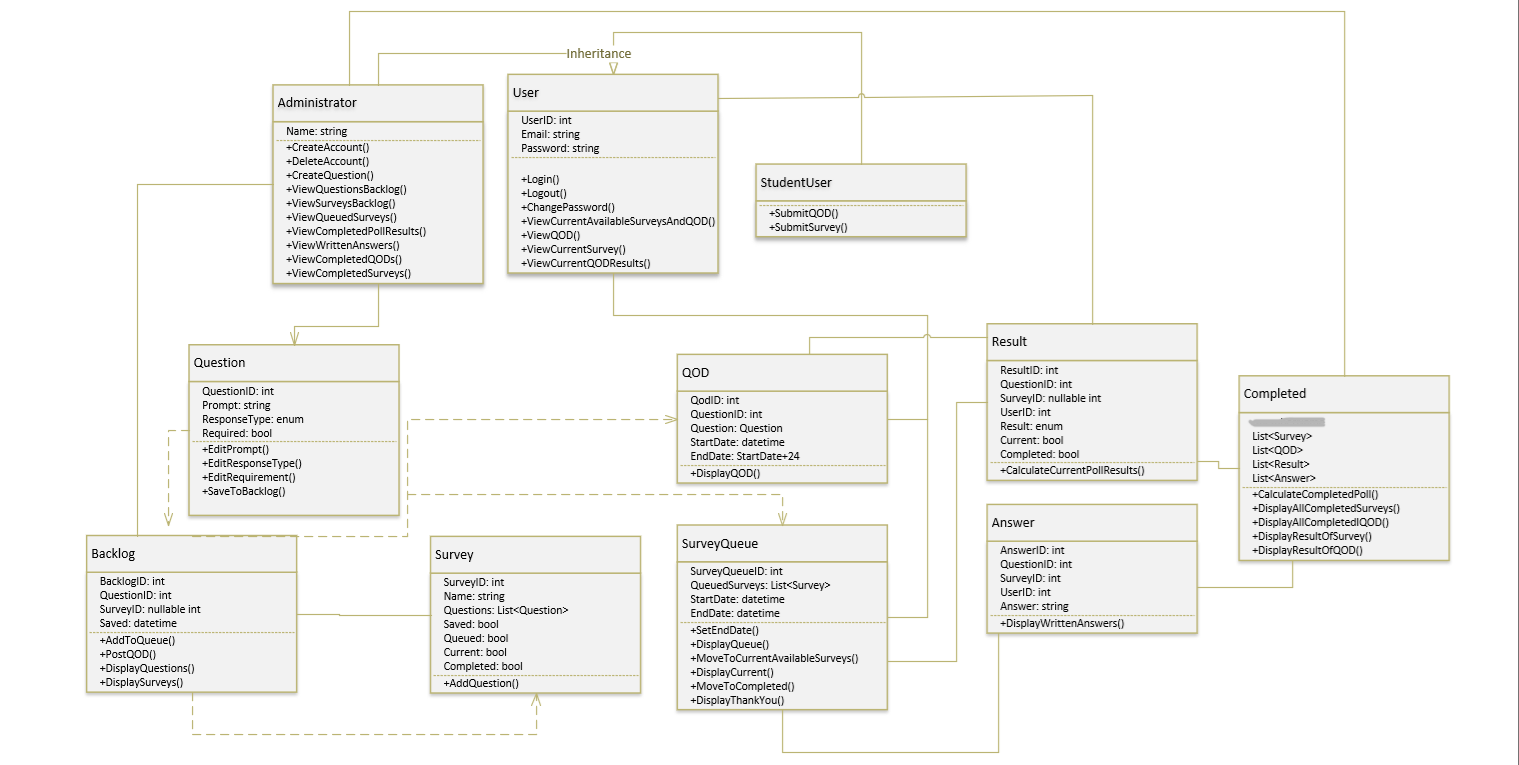 Inheritance
Administrator
Name: string
+CreateAccount()
+DeleteAccount()
+CreateQuestion()
+ViewQuestionsBacklog()
+ViewSurveysBacklog()
+ViewQueuedSurveys()
+ViewCompletedPollResults()
+ViewWrittenAnswers()
+ViewCompletedQODs()
+ViewCompletedSurveys()
User
UserID: int
Email: string
Password: string
+Login()
+Logout()
+ChangePassword()
+ViewCurrentAvailableSurveysAndQOD()
+ViewQOD()
+ViewCurrentSurvey()
+ViewCurrentQODResults()
StudentUser
+SubmitQOD()
+SubmitSurvey()
Question
QuestionID: int
Prompt: string
ResponseType: enum
Required: bool
+EditPrompt()
+EditResponseType()
+EditRequirement()
+SaveToBacklog()
QOD
QodID: int
QuestionID: int
Question: Question
StartDate: datetime
EndDate: StartDate+24
+DisplayQOD()
Result
ResultID: int
QuestionID: int
SurveyID: nullable int
UserID: int
Result: enum
Current: bool
Completed: bool
+CalculateCurrentPollResults()
Completed
List<Survey>
List<QOD>
List<Result>
List<Answer>
+CalculateCompletedPoll()
+DisplayAllCompletedSurveys()
+DisplayAllCompletedlQOD()
+DisplayResultOfSurvey()
+DisplayResultOfQOD()
Backlog
BacklogID: int
QuestionID: int
SurveyID: nullable int
Saved: datetime
+AddToQueue()
+PostQOD()
+DisplayQuestions()
+DisplaySurveys()
Survey
SurveyID: int
Name: string
Questions: List<Question>
Saved: bool
Queued: bool
Current: bool
Completed: bool
+AddQuestion()
SurveyQueue
SurveyQueueID: int
QueuedSurveys: List<Survey>
StartDate: datetime
EndDate: datetime
+SetEndDate()
+DisplayQueue()
+MoveToCurrentAvailableSurveys()
+DisplayCurrent()
+MoveToCompleted()
+DisplayThankYou()
Answer
AnswerID: int
QuestionID: int
SurveyID: int
UserID: int
Answer: string
+DisplayWrittenAnswers()